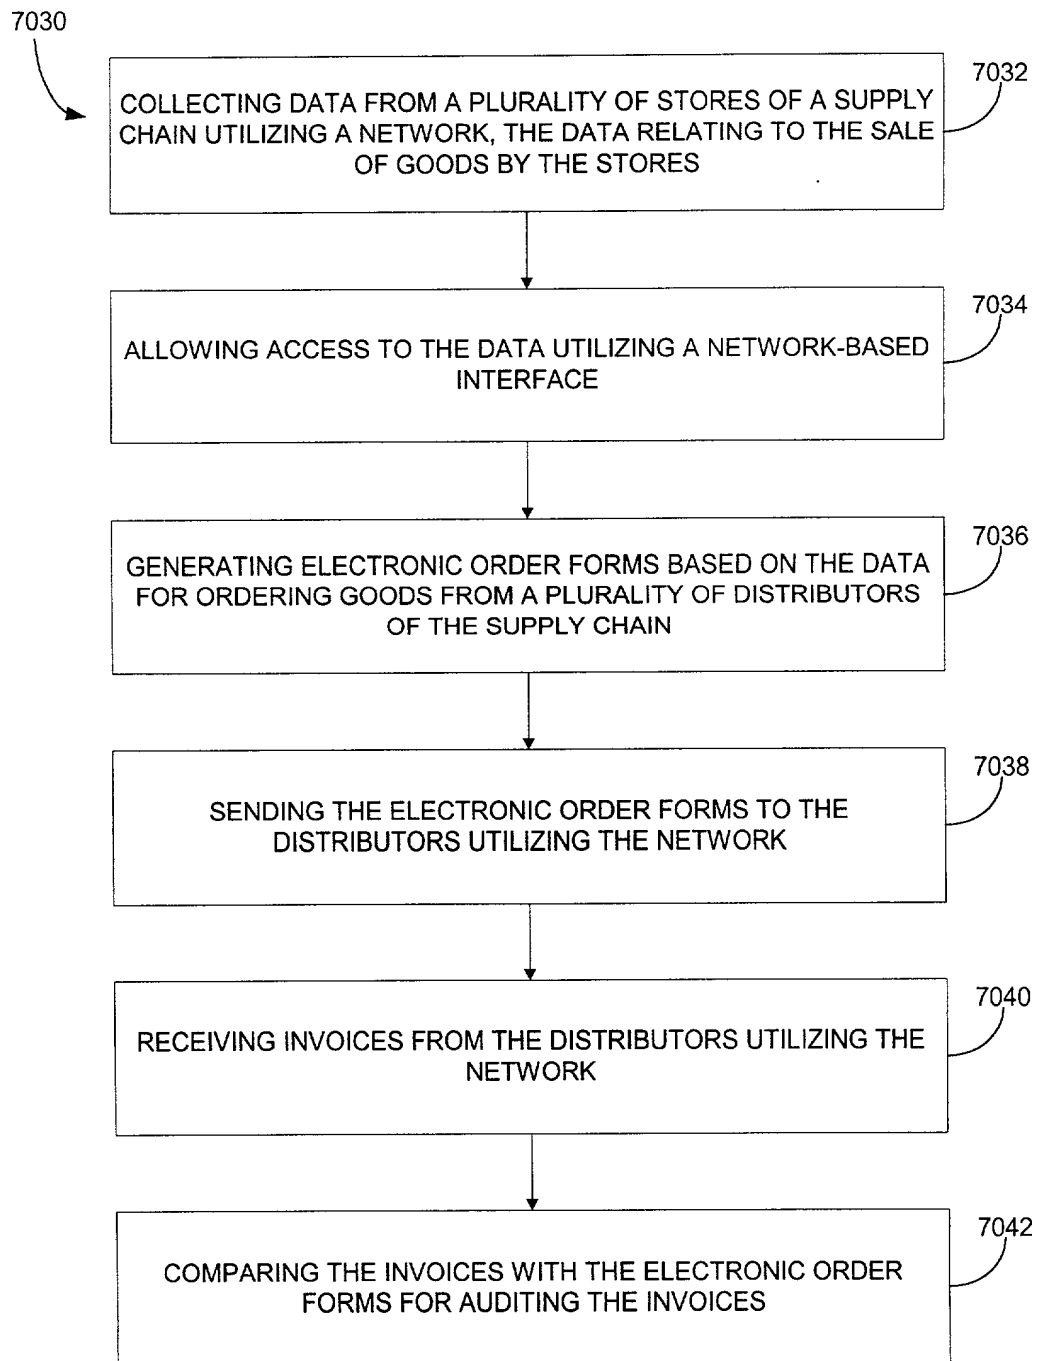 7030
7032
COLLECTING DATA FROM A PLURALITY OF STORES OF A SUPPLY
CHAIN UTILIZING A NETWORK, THE DATA RELATING TO THE SALE
OF GOODS BY THE STORES
7034
ALLOWING ACCESS TO THE DATA UTILIZING A NETWORK-BASED
INTERFACE
7036
GENERATING ELECTRONIC ORDER FORMS BASED ON THE DATA
FOR ORDERING GOODS FROM A PLURALITY OF DISTRIBUTORS
OF THE SUPPLY CHAIN
7038
SENDING THE ELECTRONIC ORDER FORMS TO THE
DISTRIBUTORS UTILIZING THE NETWORK
7040
RECEIVING INVOICES FROM THE DISTRIBUTORS UTILIZING THE
NETWORK
7042
COMPARING THE INVOICES WITH THE ELECTRONIC ORDER
FORMS FOR AUDITING THE INVOICES